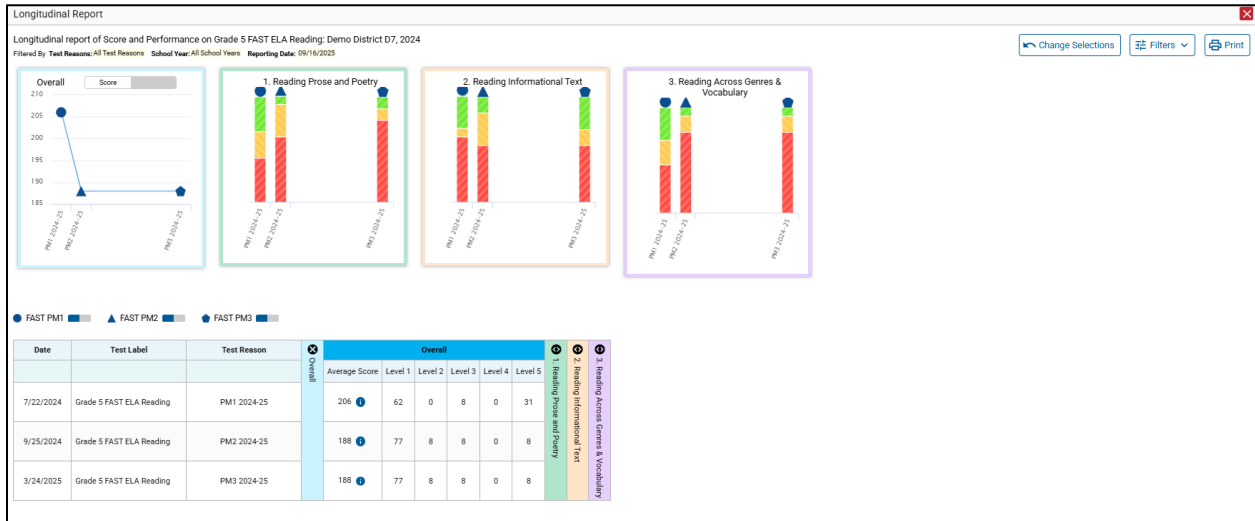 Longitudinal Report
Longitudinal report of Score and Performance on Grade 5 FAST ELA Reading: Demo District D7, 2024
Filtered By Test Reasons: All Test Reasons School Year: All School Years Reporting Date: 09/16/2025
Change Selections
Filters
Print
Overall
Score
210
205
200
195
190
185
PM1 2024-25
PM2 2024-25
PM3 2024-25
1. Reading Prose and Poetry
PM1 2024-25
PM2 2024-25
PM3 2024-25
2. Reading Informational Text
PM1 2024-25
PM2 2024-25
PM3 2024-25
3. Reading Across Genres &
Vocabulary
PM1 2024-25
PM2 2024-25
PM3 2024-25
FAST PM1 FAST PM2 FAST PM3
Date Test Label Test Reason Overall Overall 1. Reading Prose and Poetry 2. Reading Informational Text 3. Reading Across Genres & Vocabulary
Average Score Level 1 Level 2 Level 3 Level 4 Level 5
7/22/2024 Grade 5 FAST ELA Reading PM1 2024-25 206 62 0 8 0 31
9/25/2024 Grade 5 FAST ELA Reading PM2 2024-25 188 77 8 8 0 8
3/24/2025 Grade 5 FAST ELA Reading PM3 2024-25 188 77 8 8 0 8